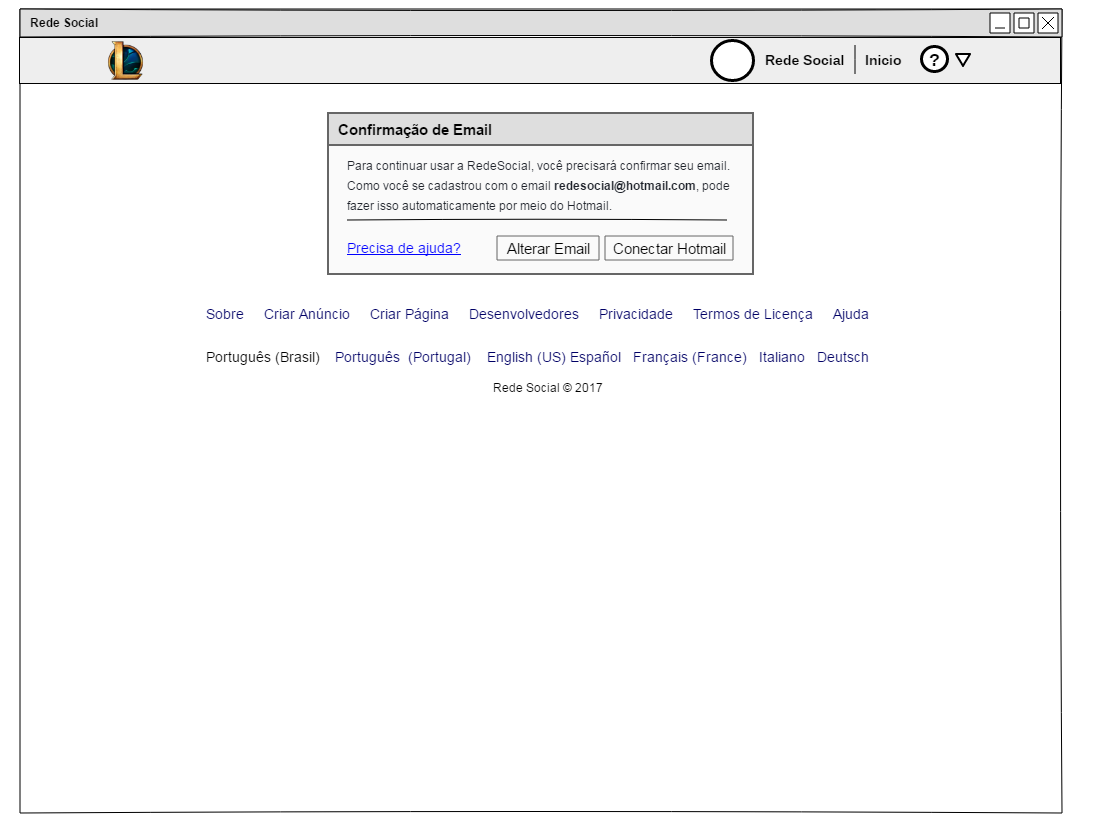 Rede Social
Rede Social Inicio ?
Confirmação de Email
Para continuar usar a RedeSocial, você precisará confirmar seu email.
Como você se cadastrou com o email redesocial@hotmail.com, pode
fazer isso automaticamente por meio do Hotmail.
Precisa de ajuda? Alterar Email Conectar Hotmail
Sobre Criar Anúncio Criar Página Desenvolvedores Privacidade Termos de Licença Ajuda
Português (Brasil) Português (Portugal) English (US) Español Français (France) Italiano Deutsch
Rede Social © 2017